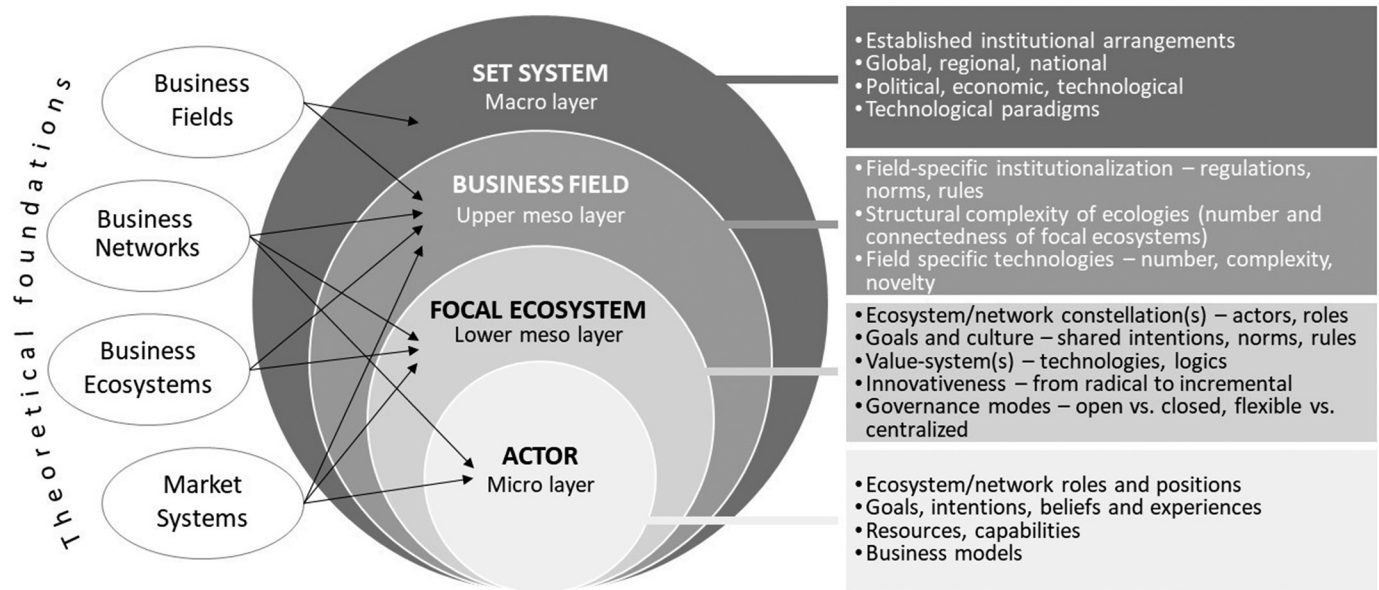 Theoretical foundations
Business
Fields
Business
Networks
Business
Ecosystems
Market
Systems
SET SYSTEM
Macro layer
BUSINESS FIELD
Upper meso layer
FOCAL ECOSYSTEM
Lower meso layer
ACTOR
Micro layer
•Established institutional arrangements
•Global, regional, national
•Political, economic, technological
•Technological paradigms
•Field-specific institutionalization – regulations,
norms, rules
•Structural complexity of ecologies (number and
connectedness of focal ecosystems)
•Field specific technologies – number, complexity,
novelty
•Ecosystem/network constellation(s) – actors, roles
•Goals and culture – shared intentions, norms, rules
•Value-system(s) – technologies, logics
•Innovativeness – from radical to incremental
•Governance modes – open vs. closed, flexible vs.
centralized
•Ecosystem/network roles and positions
•Goals, intentions, beliefs and experiences
•Resources, capabilities
•Business models